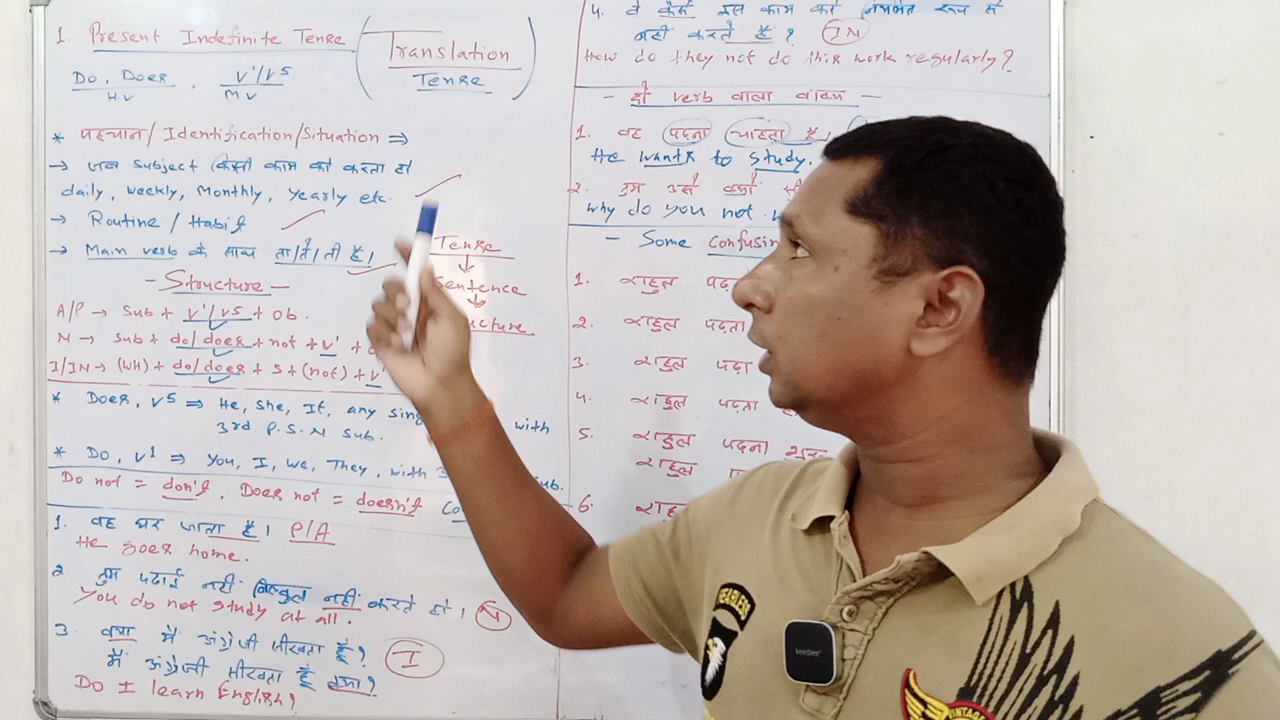 1. Present Indefinite Tense
(Translation
Tense)
Do, Does , V¹/V⁵
H.V M V
* पहचान/Identification/Situation ⇒
→ जब Subject किसी काम को करता हो
daily, weekly, Monthly, Yearly etc.
→ Routine / Habit
→ Main verb के साथ ता/ते/ती है।
- Structure -
A/P → Sub + V¹/V⁵ + Ob.
N → Sub + do/does + not + V¹ +
I/IN → (WH) + do/does + S + (not) + V
Tense
↓
Sentence
↓
* Does, V⁵ ⇒ He, She, It, any
with
3rd P. S. N Sub.
* Do, V¹ ⇒ You, I, We, They, with
Sub.
Do not = don't, Does not = doesn't
1. वह घर जाता है। P/A
He goes home.
2. तुम पढाई नहीं बिल्कुल नहीं करते हो। N
You do not study at all.
3. क्या मैं अंग्रेजी सीखता हूँ? I
मैं अंग्रेजी सीखता हूँ क्या?
Do I learn English?
4. वे कैसे इस काम को नियमित रूप से
नहीं करते हैं? IN
How do they not do this work regularly?
- दो verb वाला वाक्य -
1. वह पढ़ना चाहता है।
He wants to study.
2. तुम उसे क्यों
Why do you not
- Some
1. राहुल
2. राहुल पढ़ता
3. राहुल पढ़ा
4. राहुल पढ़ता
5. राहुल पढ़ना शुरू
राहुल
6.
FEARLESS
VINTAGE